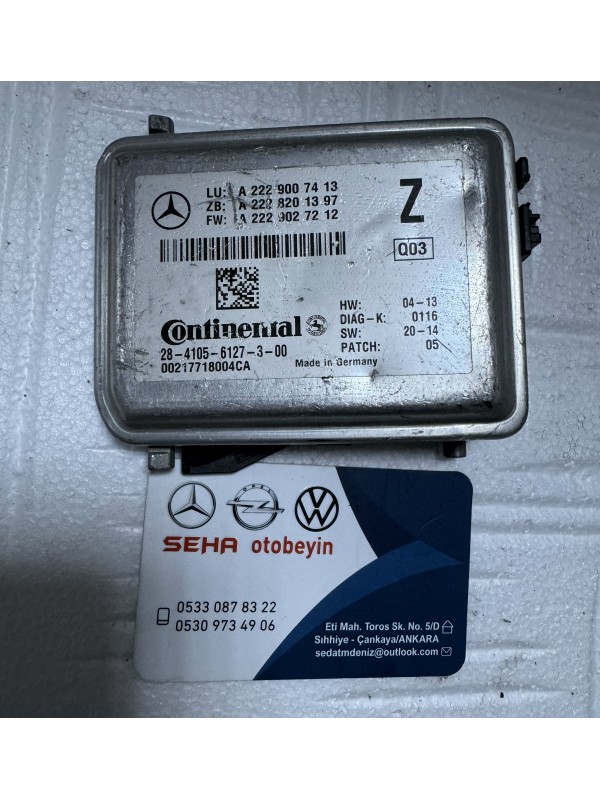 LU: A 222 900 74 13
ZB: A 222 820 13 97
FW: A 222 902 72 12
Z
Q03
Continental
28-4105-6127-3-00
00217718004CA
HW: 04-13
DIAG-K: 0116
SW: 20-14
PATCH: 05
Made in Germany
OPEL
SEHA otobeyin
0533 087 83 22
0530 973 49 06
Eti Mah. Toros Sk. No. 5/D
Sıhhiye - Çankaya/ANKARA
sedatmdeniz@outlook.com